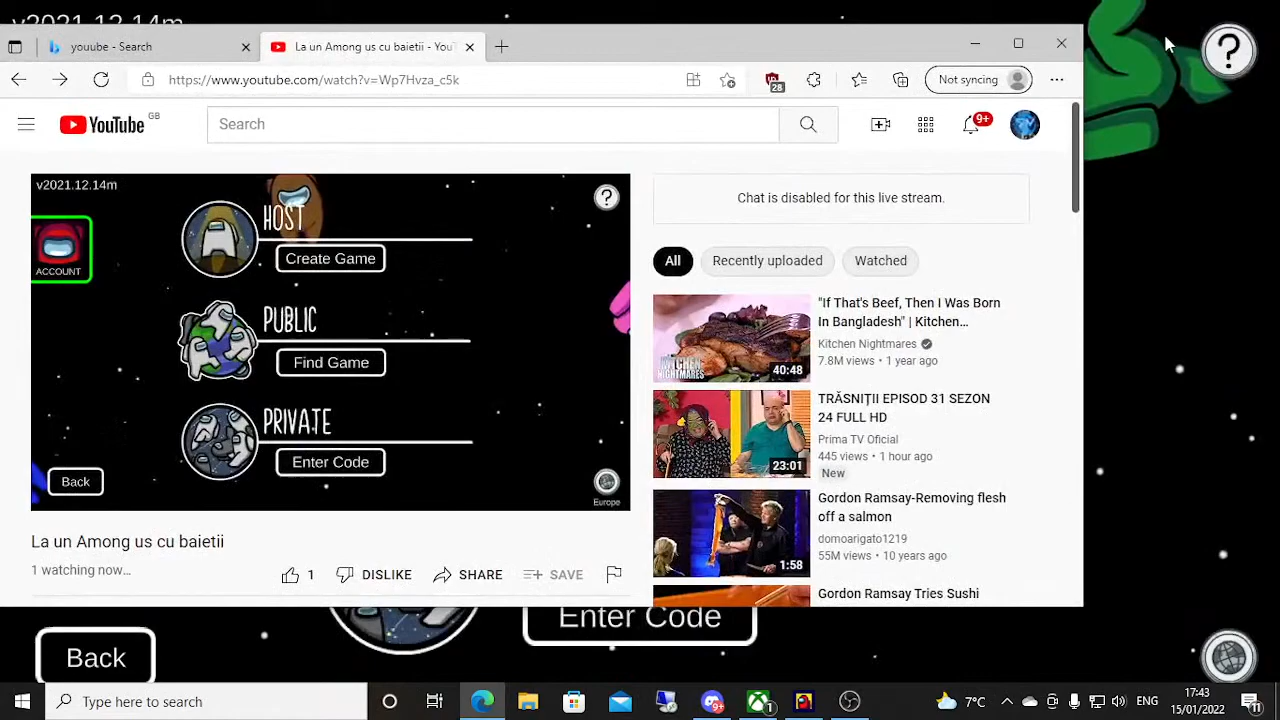 v2021.12.14m
youube - Search
La un Among us cu baietii - You
https://www.youtube.com/watch?v=Wp7Hvza_c5k
28
Not syncing
YouTube GB
Search
9+
v2021.12.14m
?
?
ACCOUNT
HOST
Create Game
PUBLIC
Find Game
PRIVATE
Enter Code
Back
Europe
Chat is disabled for this live stream.
All
Recently uploaded
Watched
KITCHEN
NIGHTMARES
40:48
"If That's Beef, Then I Was Born
In Bangladesh" | Kitchen...
Kitchen Nightmares
7.8M views • 1 year ago
23:01
TRĂSNIȚII EPISOD 31 SEZON
24 FULL HD
Prima TV Oficial
445 views • 1 hour ago
New
1:58
Gordon Ramsay-Removing flesh
off a salmon
domoarigato1219
55M views • 10 years ago
Gordon Ramsay Tries Sushi
La un Among us cu baietii
1 watching now...
1
DISLIKE
SHARE
SAVE
Enter Code
Back
Type here to search
9+
1
7°C
ENG
17:43
15/01/2022
11